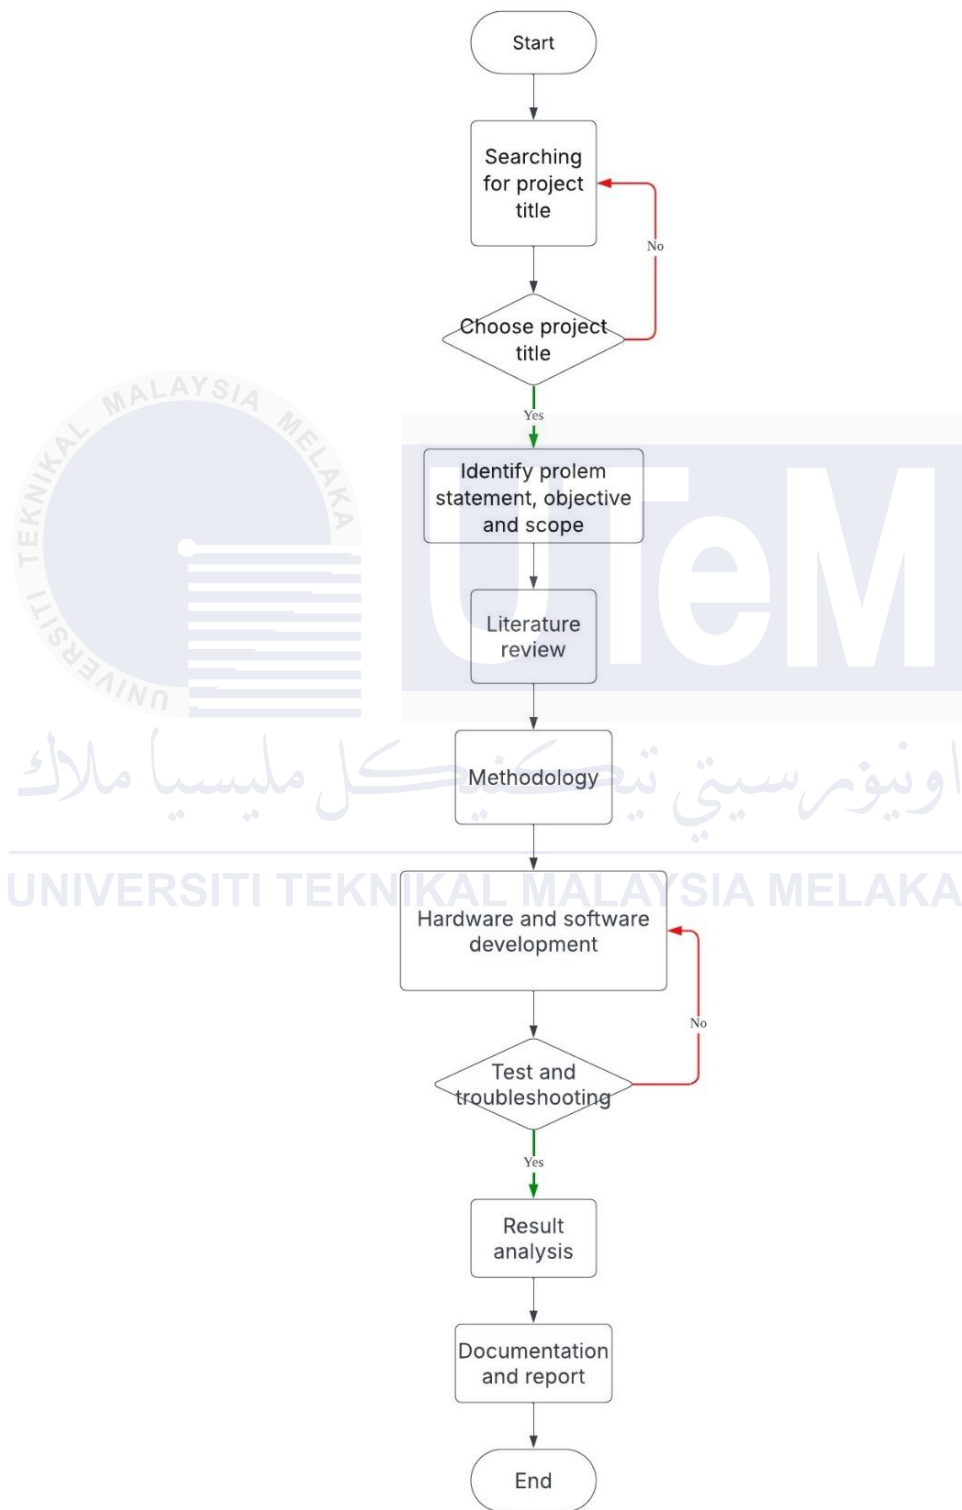 Start
Searching
for project
title
No
Choose project
title
Yes
UNIVERSITI TEKNIKAL MALAYSIA MELAKA
UTeM
Identify prolem
statement, objective
and scope
Literature
review
اونيۏرسيتي تيكنيكل مليسيا ملاك
Methodology
UNIVERSITI TEKNIKAL MALAYSIA MELAKA
Hardware and software
development
No
Test and
troubleshooting
Yes
Result
analysis
Documentation
and report
End